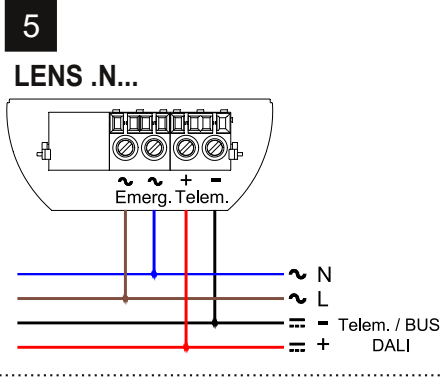 5
LENS .N...
~ ~ + -
Emerg. Telem.
~ N
~ L
- Telem. / BUS
+ DALI